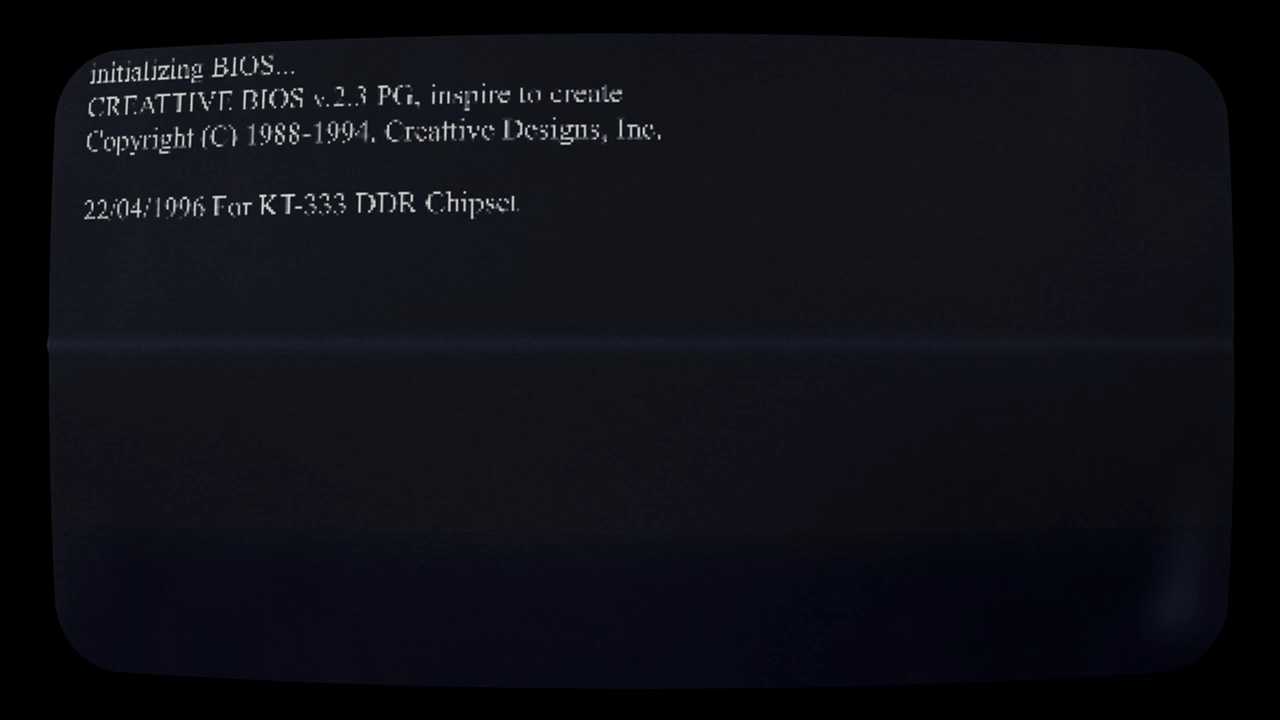 initializing BIOS...
CREATTIVE BIOS v.2.3 PG, inspire to create
Copyright (C) 1988-1994, Creattive Designs, Inc.
22/04/1996 For KT-333 DDR Chipset